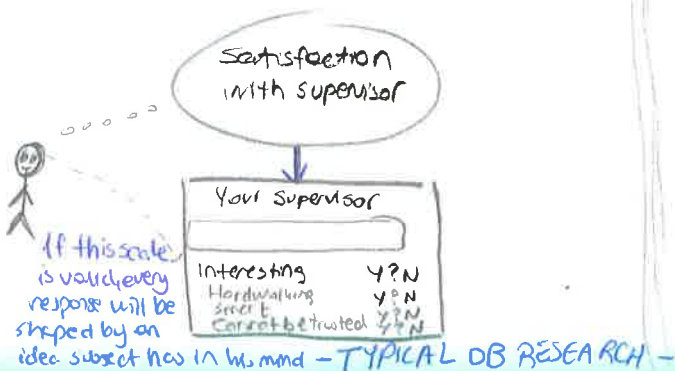 Satisfaction
with supervisor
Your Supervisor
Interesting Y ? N
Hardworking Y ? N
smart Y ? N
Cannot be trusted Y ? N
If this scale
is valid, every
response will be
shaped by an
idea subject has in his mind - TYPICAL OB RESEARCH -